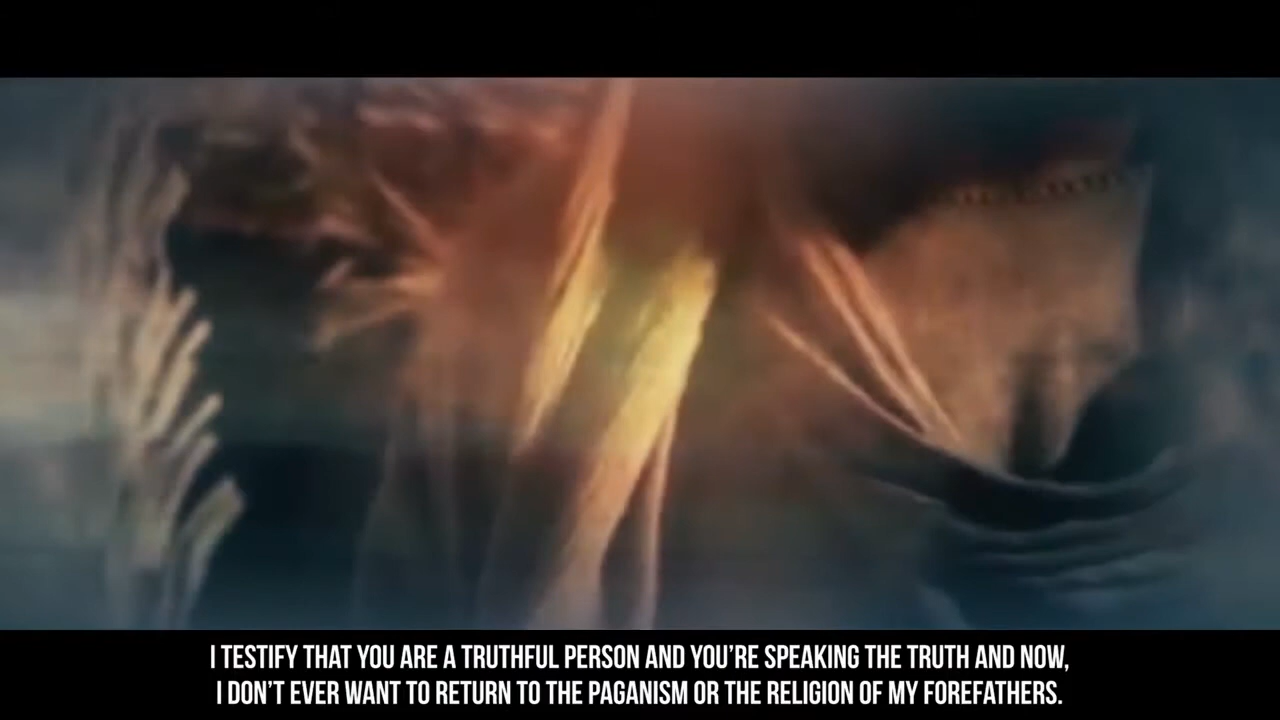 I TESTIFY THAT YOU ARE A TRUTHFUL PERSON AND YOU'RE SPEAKING THE TRUTH AND NOW,
I DON'T EVER WANT TO RETURN TO THE PAGANISM OR THE RELIGION OF MY FOREFATHERS.